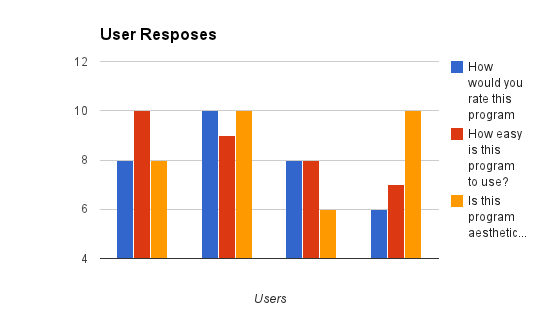 User Resposes
12
10
8
6
4
Users
How
would you
rate this
program
How easy
is this
program
to use?
Is this
program
aesthetic...